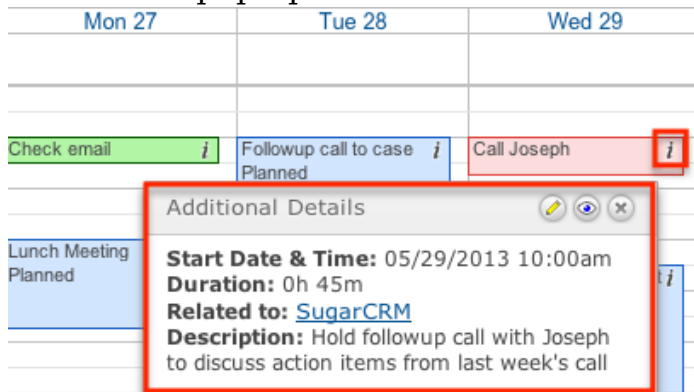 Mon 27
Tue 28
Wed 29
Check email i
Followup call to case i
Planned
Call Joseph i
Additional Details
Lunch Meeting
Planned
Start Date & Time: 05/29/2013 10:00am
Duration: 0h 45m
Related to: SugarCRM
Description: Hold followup call with Joseph
to discuss action items from last week's call
t i